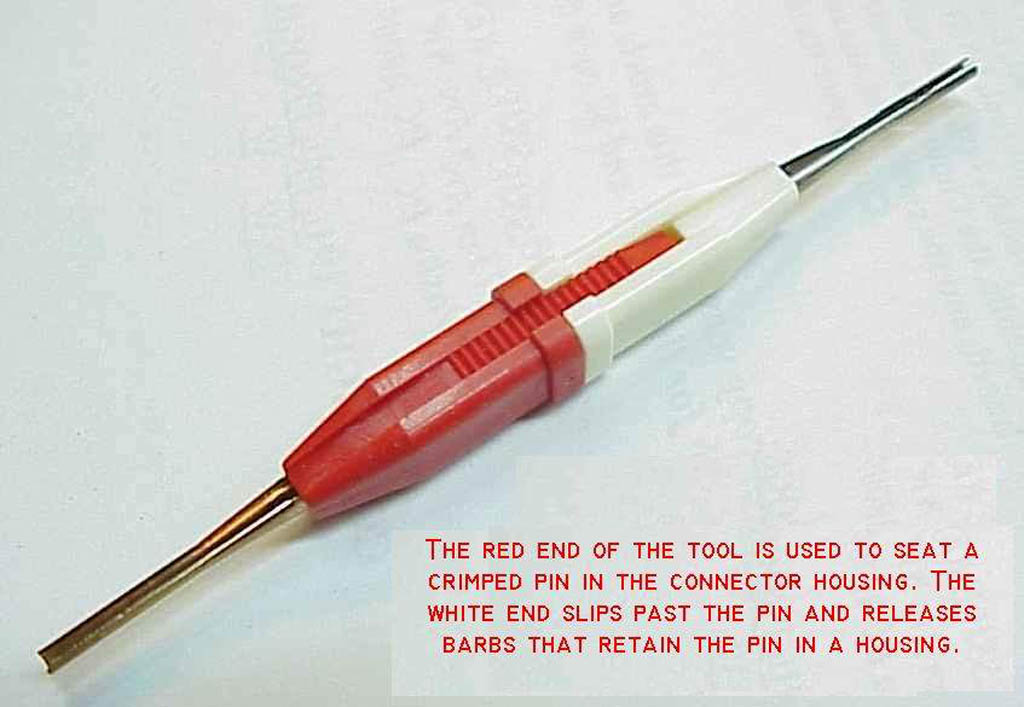 THE RED END OF THE TOOL IS USED TO SEAT A
CRIMPED PIN IN THE CONNECTOR HOUSING. THE
WHITE END SLIPS PAST THE PIN AND RELEASES
BARBS THAT RETAIN THE PIN IN A HOUSING.